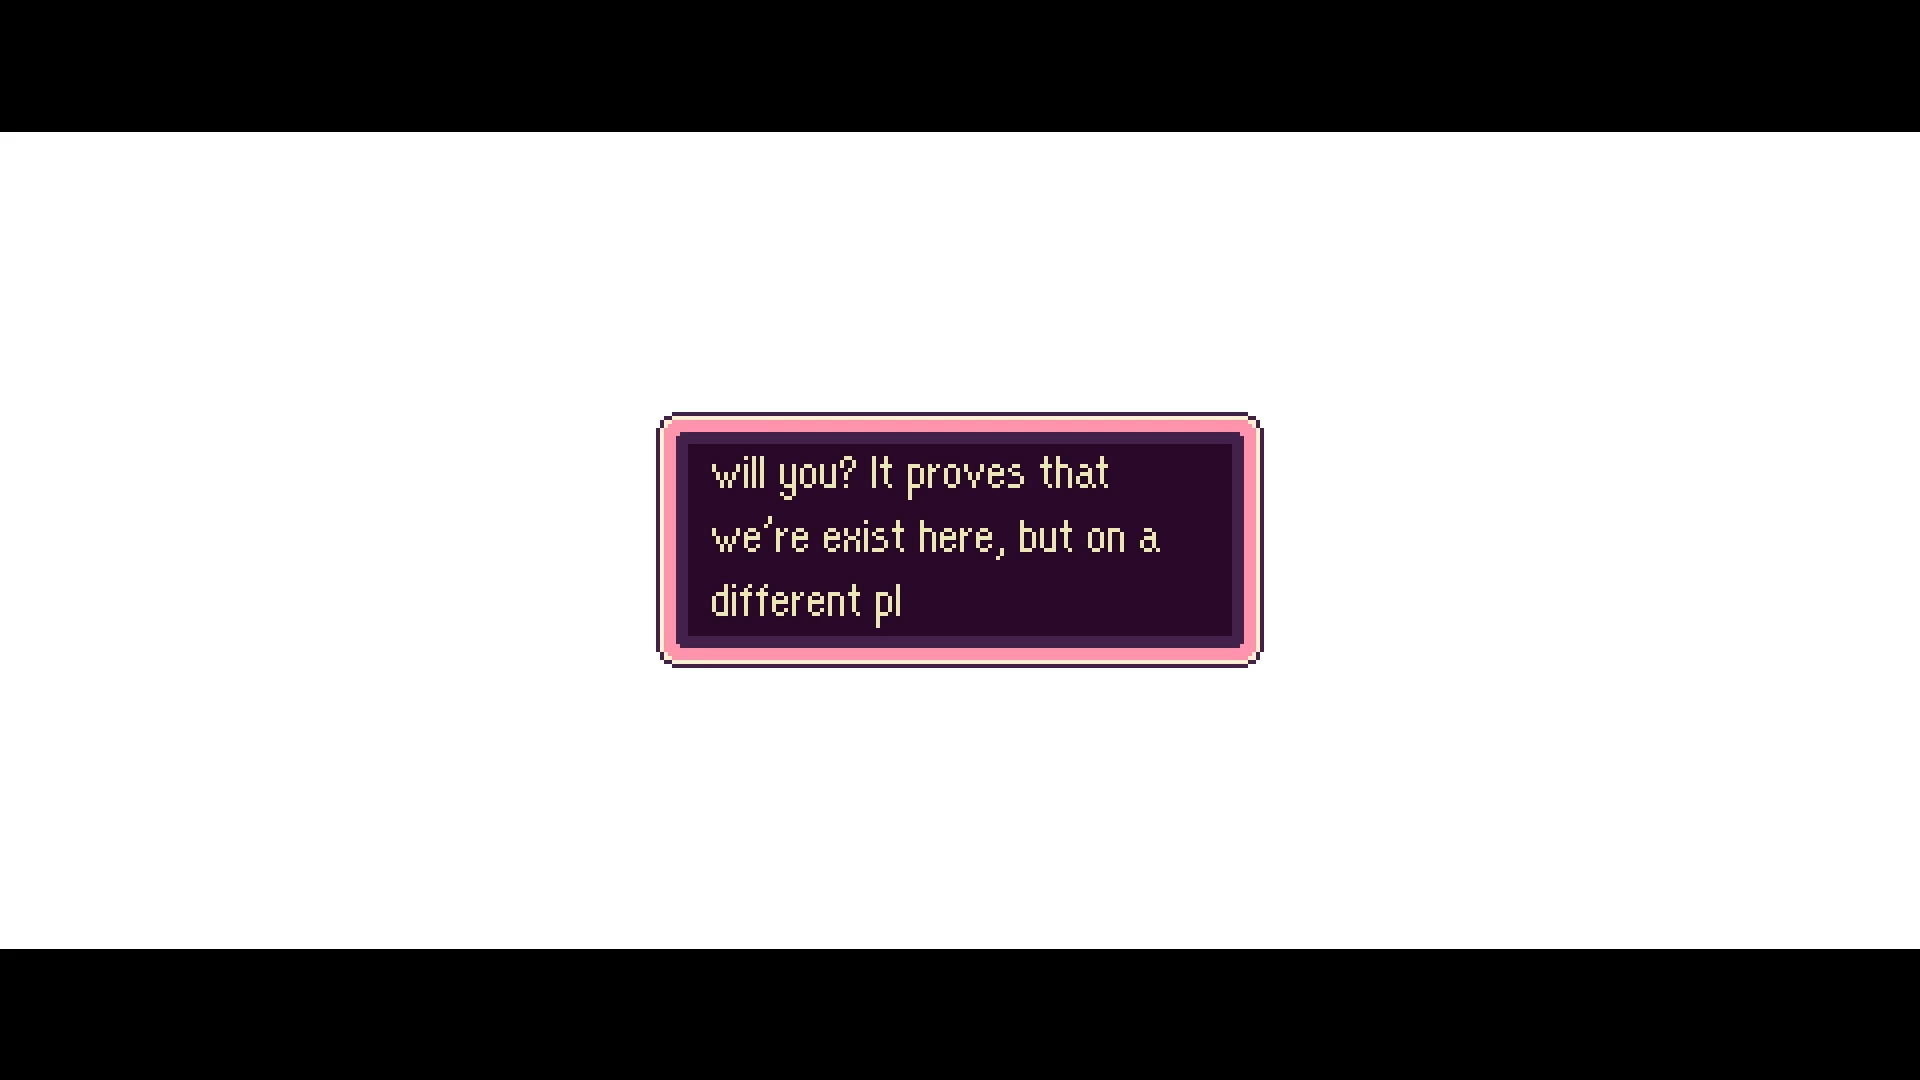 will you? It proves that
we're exist here, but on a
different pl